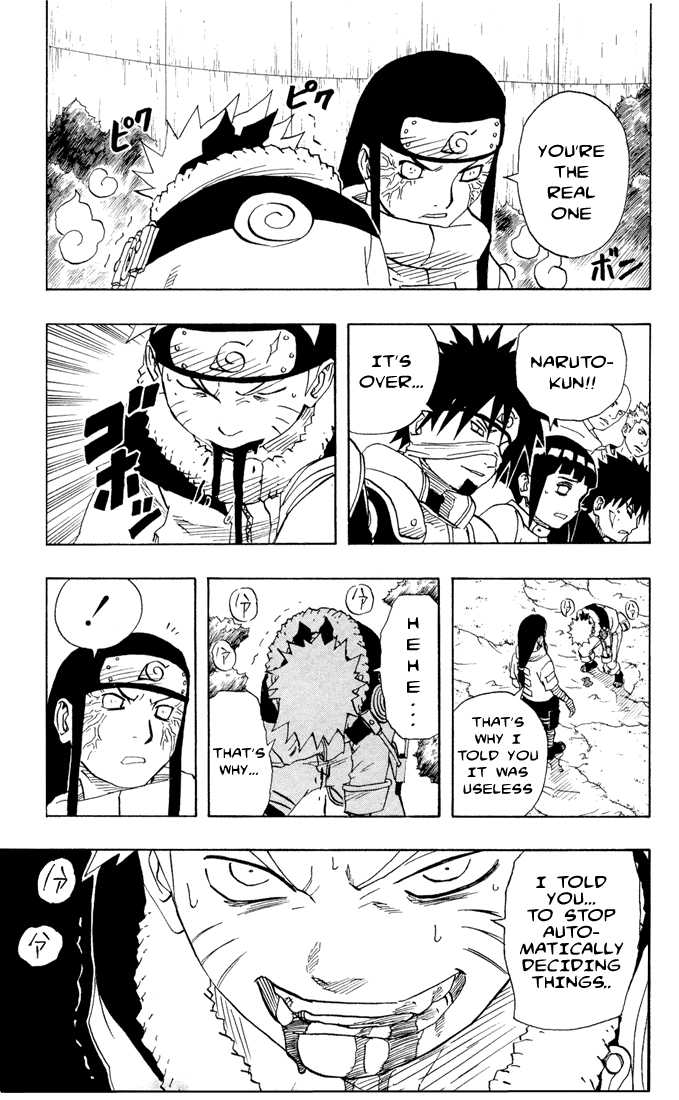 ピク
ピク
YOU'RE
THE
REAL
ONE
ボン
NARUTO-
KUN!!
IT'S
OVER...
ゴボッ
THAT'S
WHY I
TOLD YOU
IT WAS
USELESS
HEHE...
THAT'S
WHY...
!
I TOLD
YOU...
TO STOP
AUTO-
MATICALLY
DECIDING
THINGS..